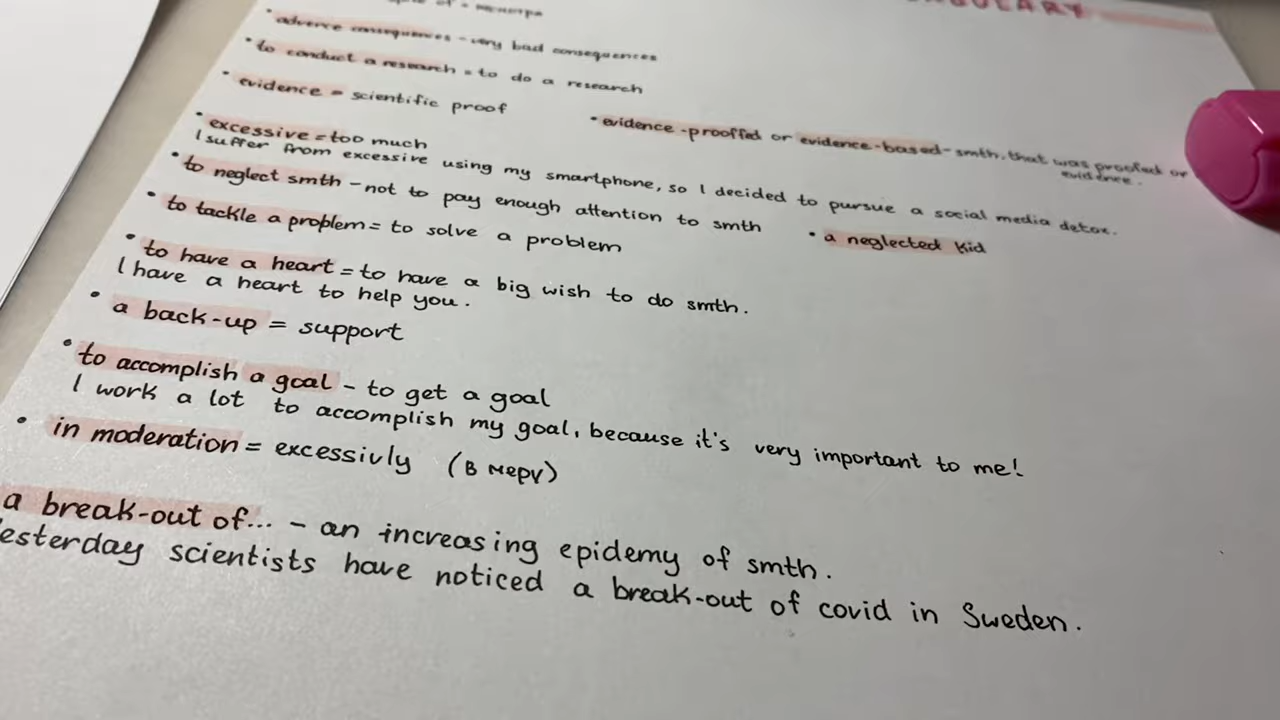 VOCABULARY
• adverse consequences - very bad consequences
• to conduct a research = to do a research
• evidence = scientific proof
• evidence-prooffed or evidence-based - smth. that was proofed or
evidence.
• excessive = too much
I suffer from excessive using my smartphone, so I decided to pursue a social media detox.
• to neglect smth - not to pay enough attention to smth
• a neglected kid
• to tackle a problem = to solve a problem
• to have a heart = to have a big wish to do smth.
I have a heart to help you.
• a back-up = support
• to accomplish a goal - to get a goal
I work a lot to accomplish my goal, because it's very important to me!
• in moderation = excessivly (в меру)
a break-out of... - an increasing epidemy of smth.
Yesterday scientists have noticed a break-out of covid in Sweden.